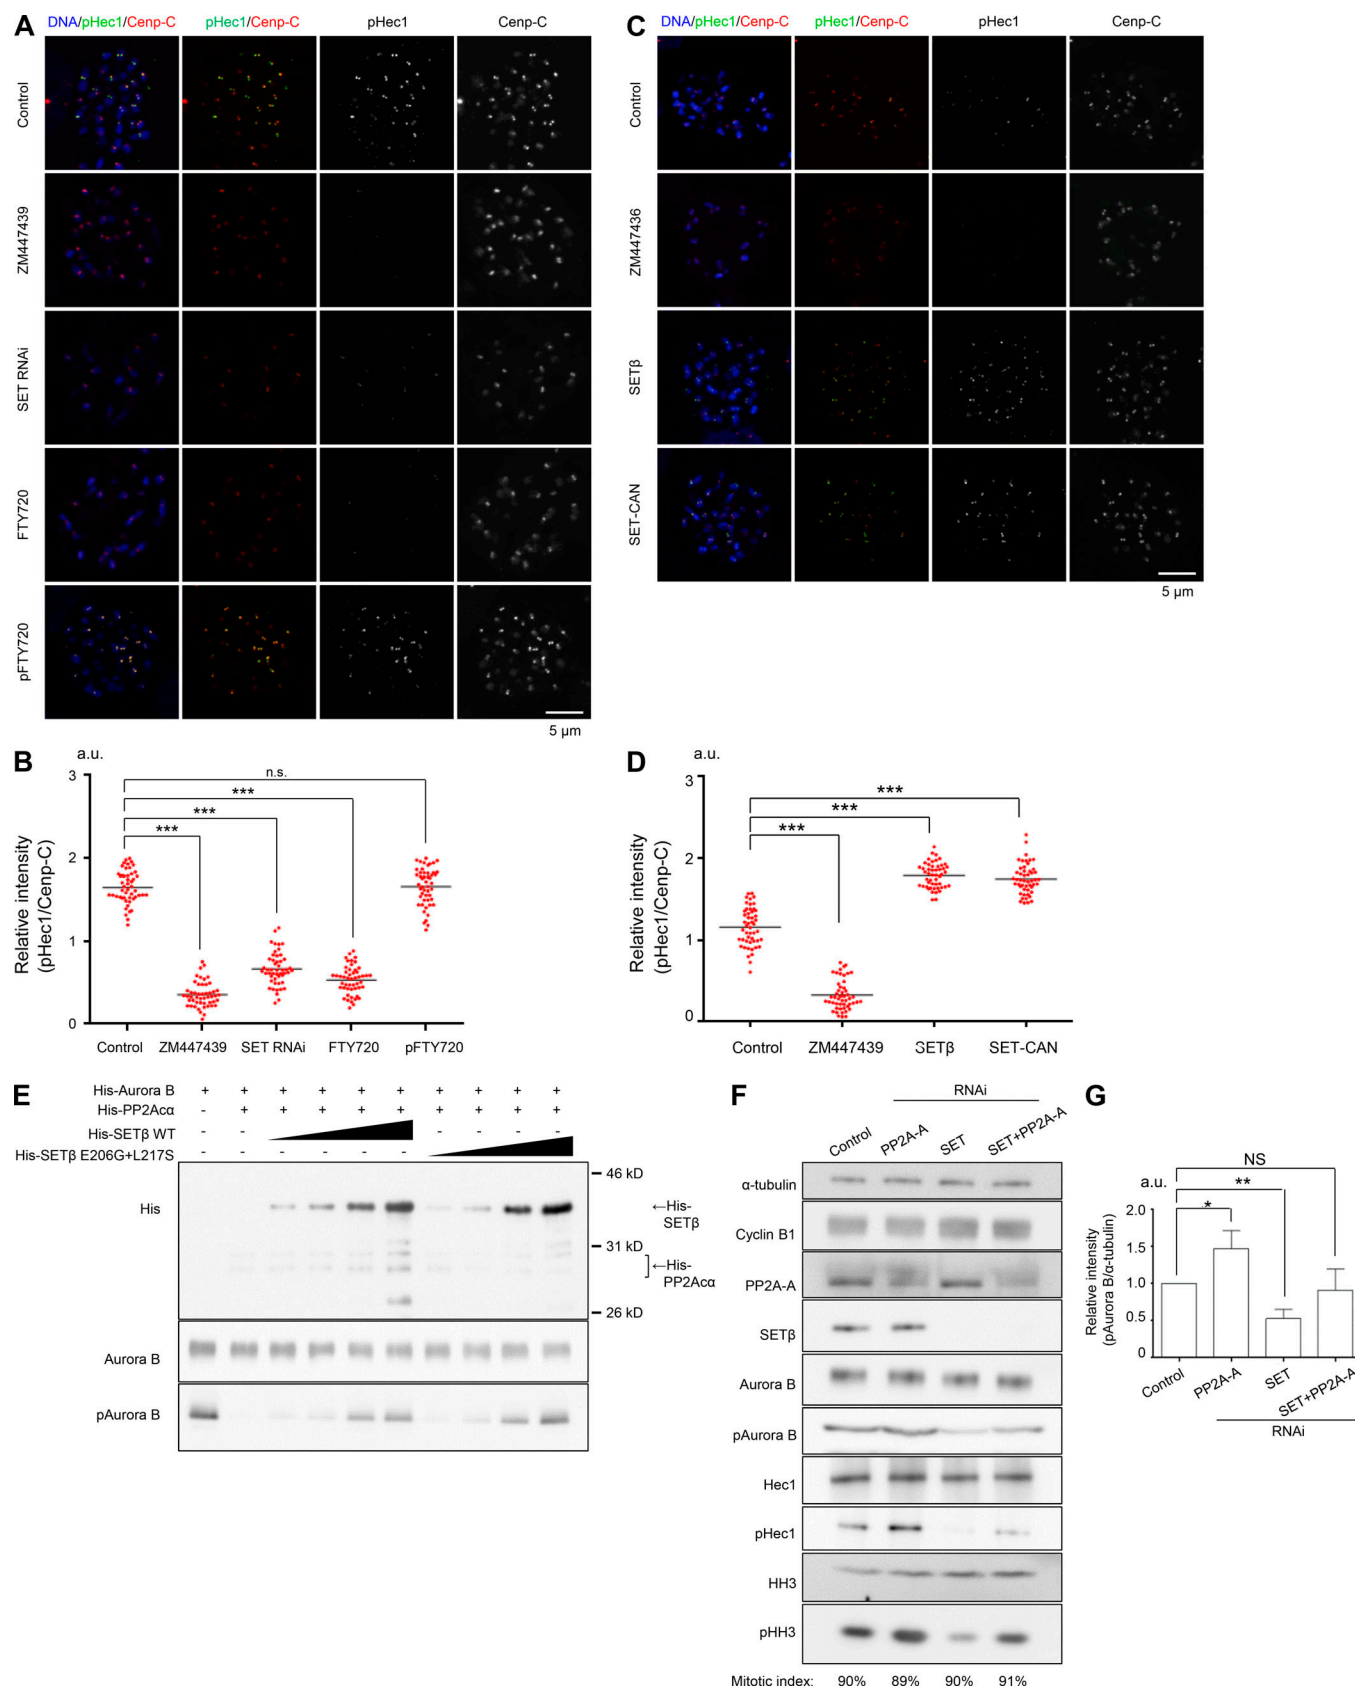 A
DNA/pHec1/Cenp-C
pHec1/Cenp-C
pHec1
Cenp-C
Control
ZM447439
SET RNAi
FTY720
pFTY720
5 µm
C
DNA/pHec1/Cenp-C
pHec1/Cenp-C
pHec1
Cenp-C
Control
ZM447436
SETβ
SET-CAN
5 µm
B
a.u.
Relative intensity
(pHec1/Cenp-C)
3
2
1
0
n.s.
***
***
***
Control ZM447439 SET RNAi FTY720 pFTY720
D
a.u.
Relative intensity
(pHec1/Cenp-C)
3
2
1
0
***
***
***
Control ZM447439 SETβ SET-CAN
E
His-Aurora B + + + + + + + + + +
His-PP2Acα - + + + + + + + + +
His-SETβ WT - - - - - -
His-SETβ E206G+L217S - - - - - -
His
46 kD
←His-SETβ
31 kD
←His-PP2Acα
26 kD
Aurora B
pAurora B
F
RNAi
Control PP2A-A SET SET+PP2A-A
α-tubulin
Cyclin B1
PP2A-A
SETβ
Aurora B
pAurora B
Hec1
pHec1
HH3
pHH3
Mitotic index: 90% 89% 90% 91%
G
a.u.
NS
**
*
Relative intensity
(pAurora B/α-tubulin)
2.0
1.5
1.0
0.5
0
Control PP2A-A SET SET+PP2A-A
RNAi